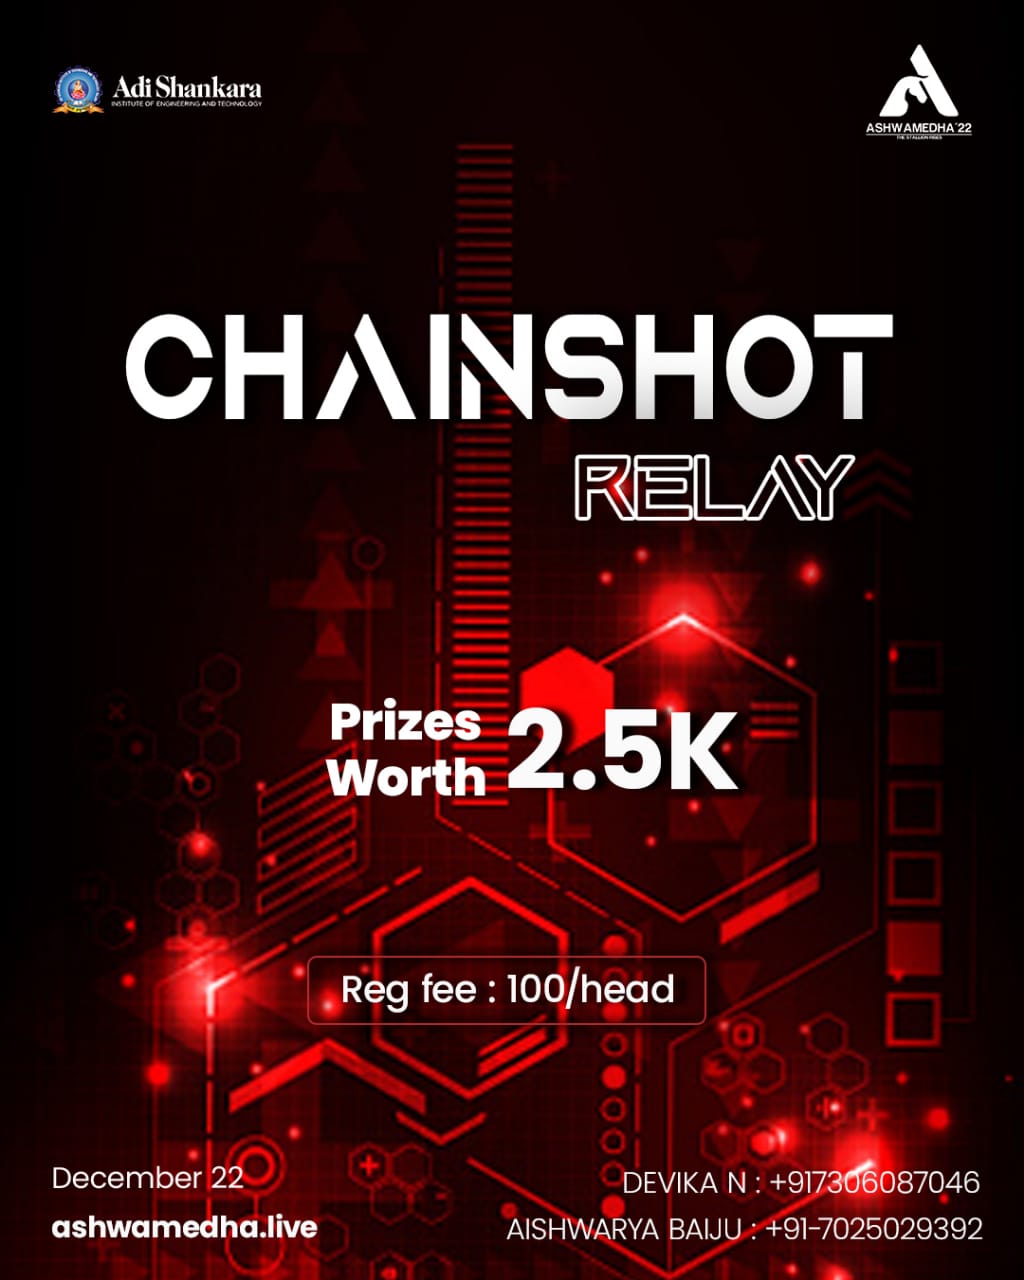 Adi Shankara
INSTITUTE OF ENGINEERING AND TECHNOLOGY
ASHWAMEDHA'22
THE STALLION RISES
CHAINSHOT
RELAY
Prizes
Worth 2.5K
Reg fee : 100/head
December 22
ashwamedha.live
DEVIKA N : +917306087046
AISHWARYA BAIJU : +91-7025029392